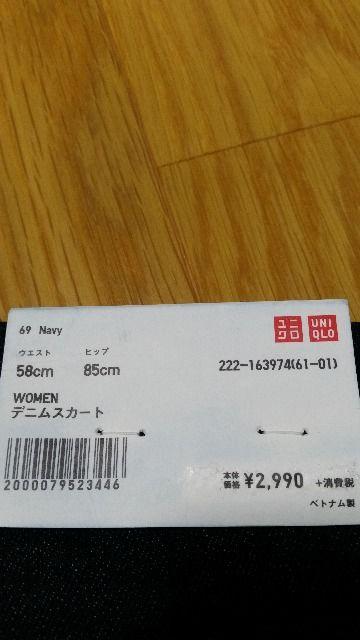 69 Navy
ユニクロ
UNIQLO
ウエスト ヒップ
58cm 85cm
222-163974(61-01)
WOMEN
デニムスカート
2000079523446
本体価格 ¥2,990 +消費税
ベトナム製